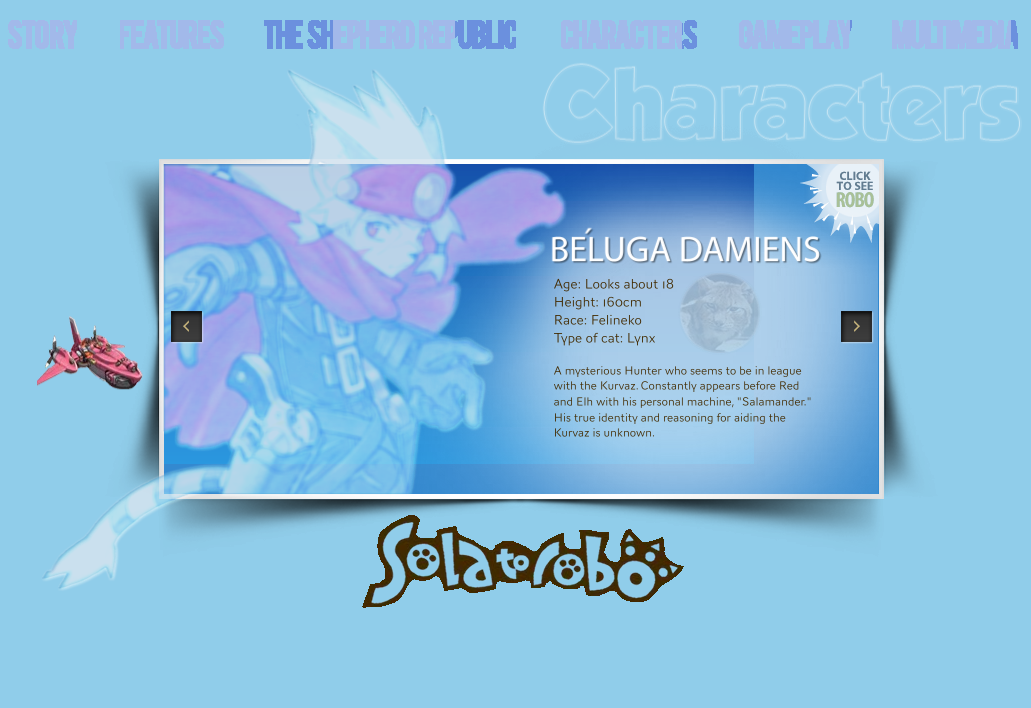 STORY FEATURES THE SHEPHERD REPUBLIC CHARACTERS GAMEPLAY MULTIMEDIA
Characters
CLICK
TO SEE
ROBO
BÉLUGA DAMIENS
Age: Looks about 18
Height: 160cm
Race: Felineko
Type of cat: Lynx
A mysterious Hunter who seems to be in league
with the Kurvaz. Constantly appears before Red
and Elh with his personal machine, "Salamander."
His true identity and reasoning for aiding the
Kurvaz is unknown.
Solatorobo